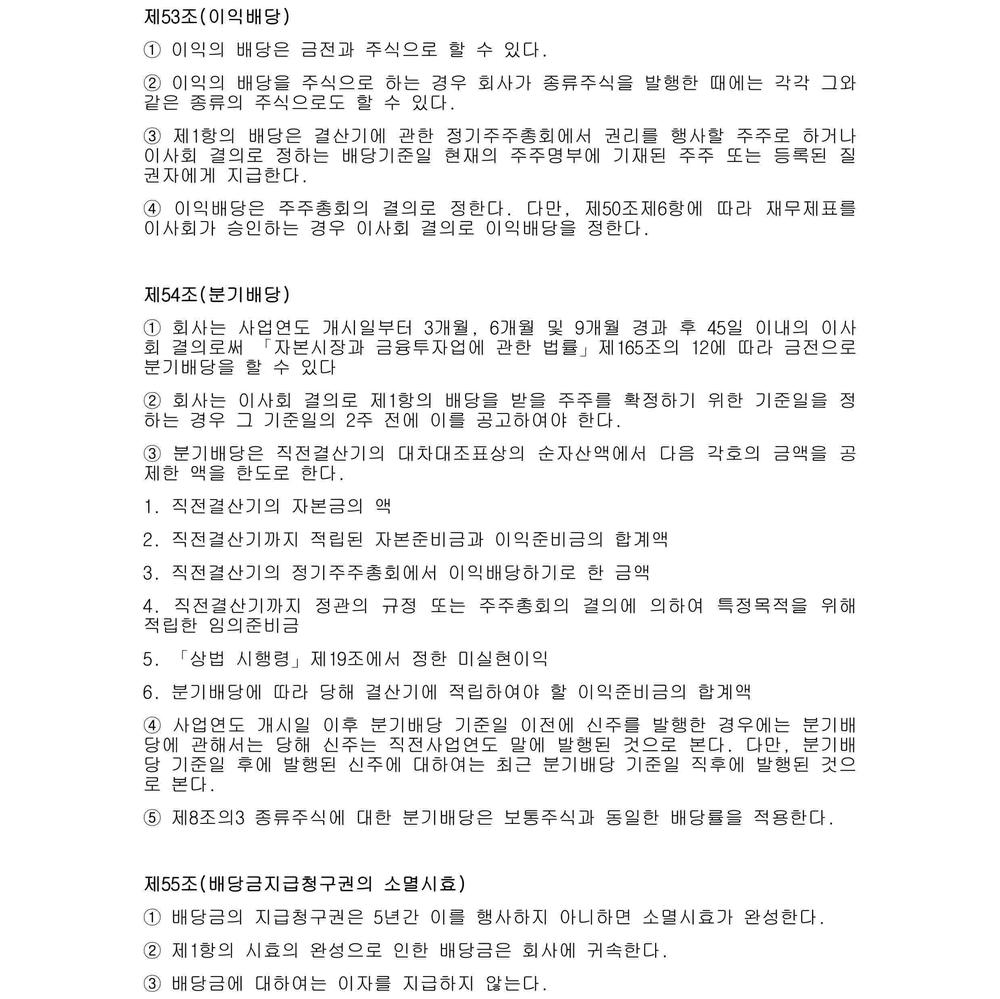 제53조(이익배당)
① 이익의 배당은 금전과 주식으로 할 수 있다.
② 이익의 배당을 주식으로 하는 경우 회사가 종류주식을 발행한 때에는 각각 그와
같은 종류의 주식으로도 할 수 있다.
③ 제1항의 배당은 결산기에 관한 정기주주총회에서 권리를 행사할 주주로 하거나
이사회 결의로 정하는 배당기준일 현재의 주주명부에 기재된 주주 또는 등록된 질
권자에게 지급한다.
④ 이익배당은 주주총회의 결의로 정한다. 다만, 제50조제6항에 따라 재무제표를
이사회가 승인하는 경우 이사회 결의로 이익배당을 정한다.
제54조(분기배당)
① 회사는 사업연도 개시일부터 3개월, 6개월 및 9개월 경과 후 45일 이내의 이사
회 결의로써 「자본시장과 금융투자업에 관한 법률」제165조의 12에 따라 금전으로
분기배당을 할 수 있다
② 회사는 이사회 결의로 제1항의 배당을 받을 주주를 확정하기 위한 기준일을 정
하는 경우 그 기준일의 2주 전에 이를 공고하여야 한다.
③ 분기배당은 직전결산기의 대차대조표상의 순자산액에서 다음 각호의 금액을 공
제한 액을 한도로 한다.
1. 직전결산기의 자본금의 액
2. 직전결산기까지 적립된 자본준비금과 이익준비금의 합계액
3. 직전결산기의 정기주주총회에서 이익배당하기로 한 금액
4. 직전결산기까지 정관의 규정 또는 주주총회의 결의에 의하여 특정목적을 위해
적립한 임의준비금
5. 「상법 시행령」제19조에서 정한 미실현이익
6. 분기배당에 따라 당해 결산기에 적립하여야 할 이익준비금의 합계액
④ 사업연도 개시일 이후 분기배당 기준일 이전에 신주를 발행한 경우에는 분기배
당에 관해서는 당해 신주는 직전사업연도 말에 발행된 것으로 본다. 다만, 분기배
당 기준일 후에 발행된 신주에 대하여는 최근 분기배당 기준일 직후에 발행된 것으
로 본다.
⑤ 제8조의3 종류주식에 대한 분기배당은 보통주식과 동일한 배당률을 적용한다.
제55조(배당금지급청구권의 소멸시효)
① 배당금의 지급청구권은 5년간 이를 행사하지 아니하면 소멸시효가 완성한다.
② 제1항의 시효의 완성으로 인한 배당금은 회사에 귀속한다.
③ 배당금에 대하여는 이자를 지급하지 않는다.